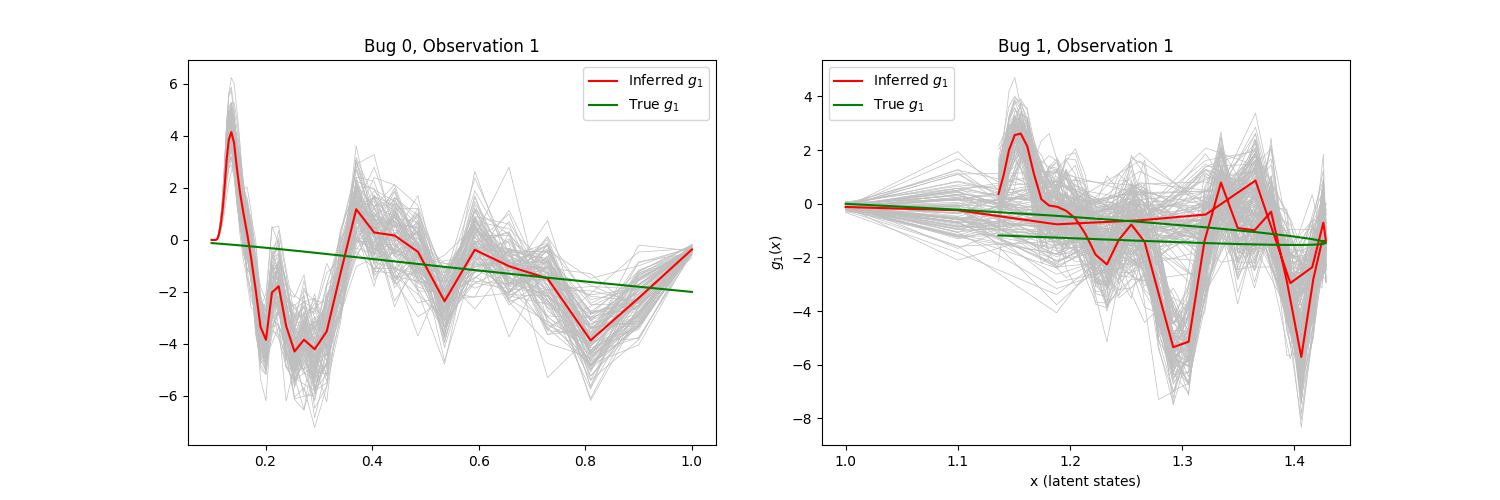 Bug 0, Observation 1
Inferred g₁
True g₁
6
4
2
0
−2
−4
−6
0.2 0.4 0.6 0.8 1.0
Bug 1, Observation 1
Inferred g₁
True g₁
g₁(x)
4
2
0
−2
−4
−6
−8
1.0 1.1 1.2 1.3 1.4
x (latent states)